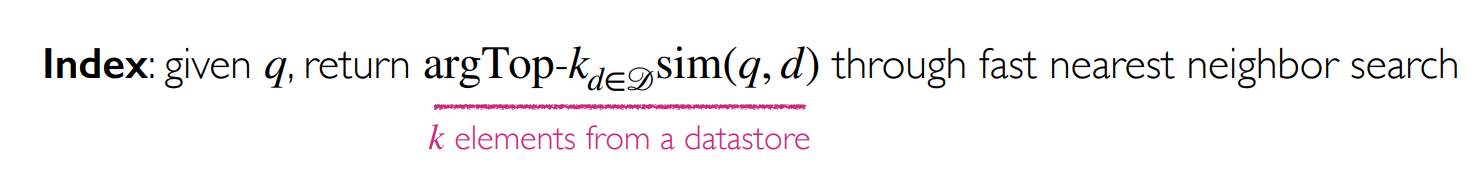 Index: given q, return argTop-k_{d∈𝒟}sim(q, d) through fast nearest neighbor search
k elements from a datastore